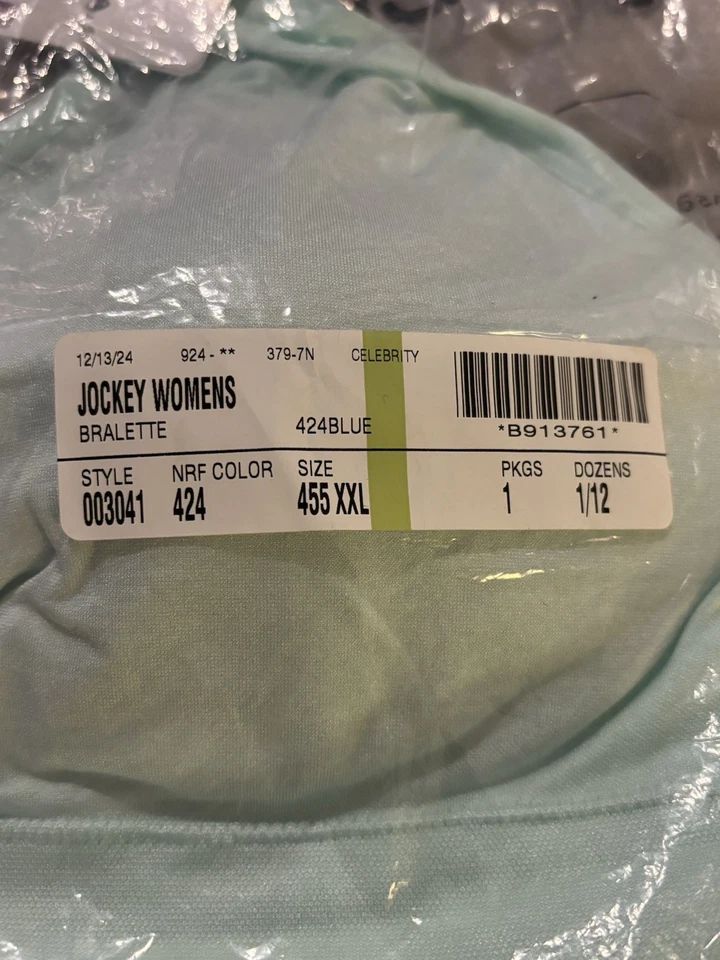 12/13/24 924-** 379-7N CELEBRITY
JOCKEY WOMENS
BRALETTE 424BLUE
*B913761*
STYLE NRF COLOR SIZE PKGS DOZENS
003041 424 455 XXL 1 1/12